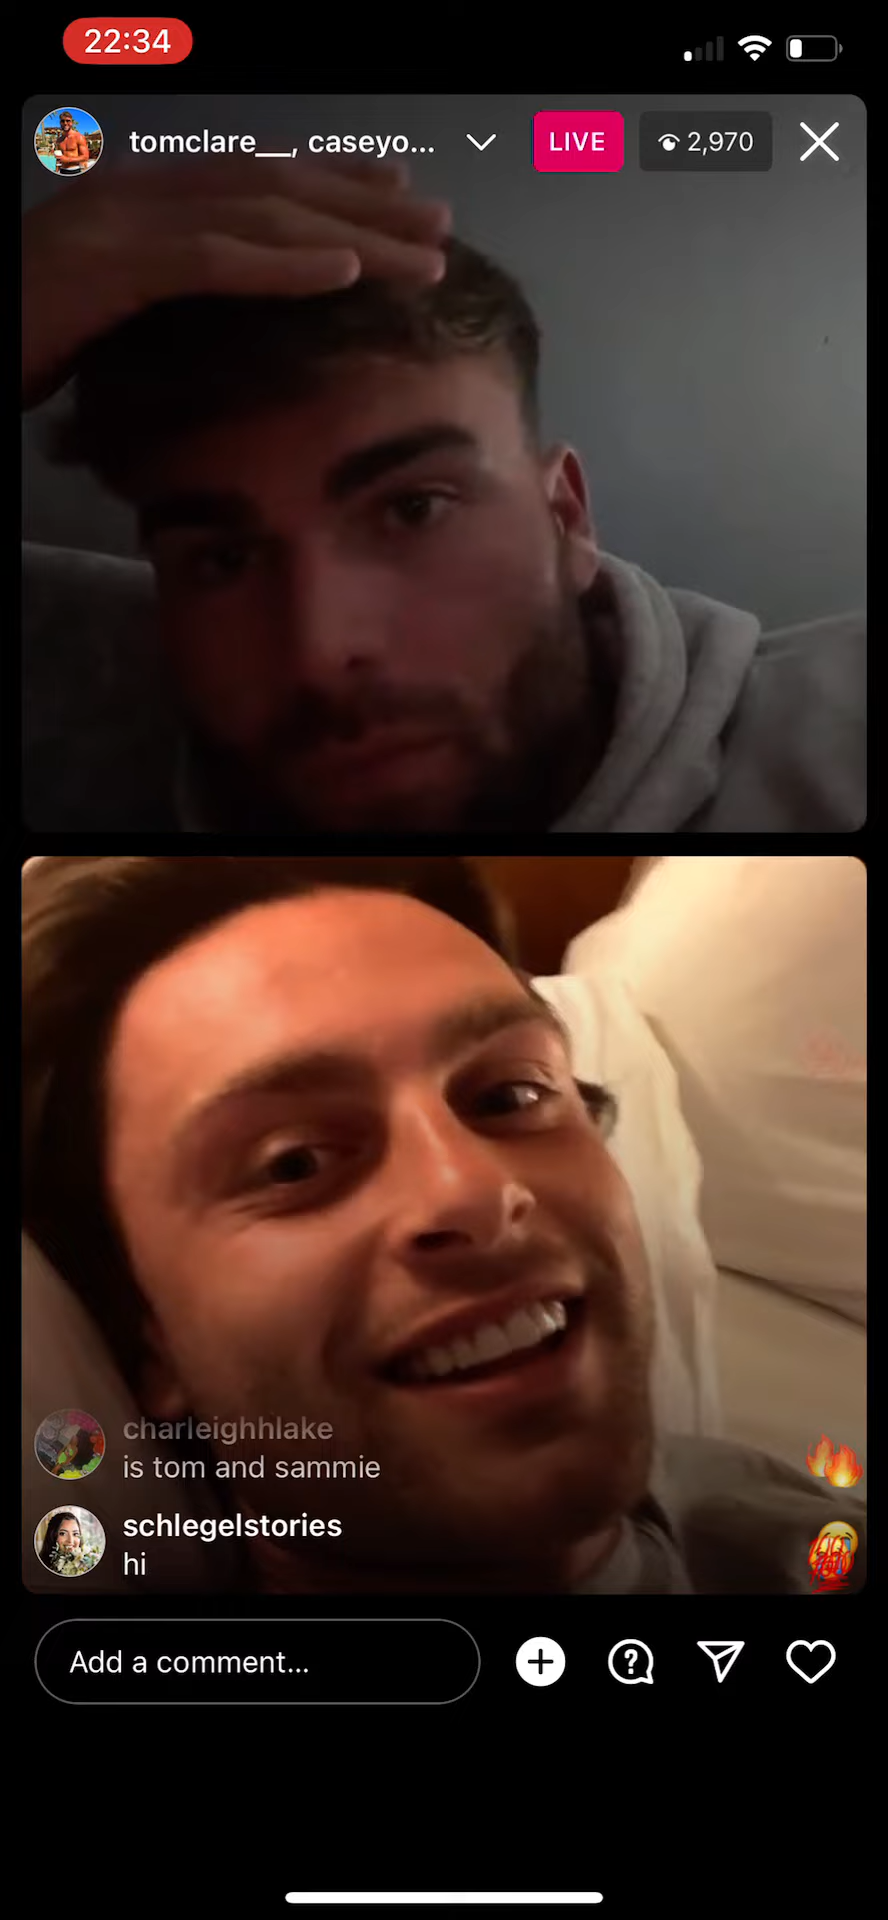 22:34
tomclare__, caseyo...
LIVE
2,970
charleighhlake
is tom and sammie
schlegelstories
hi
Add a comment...